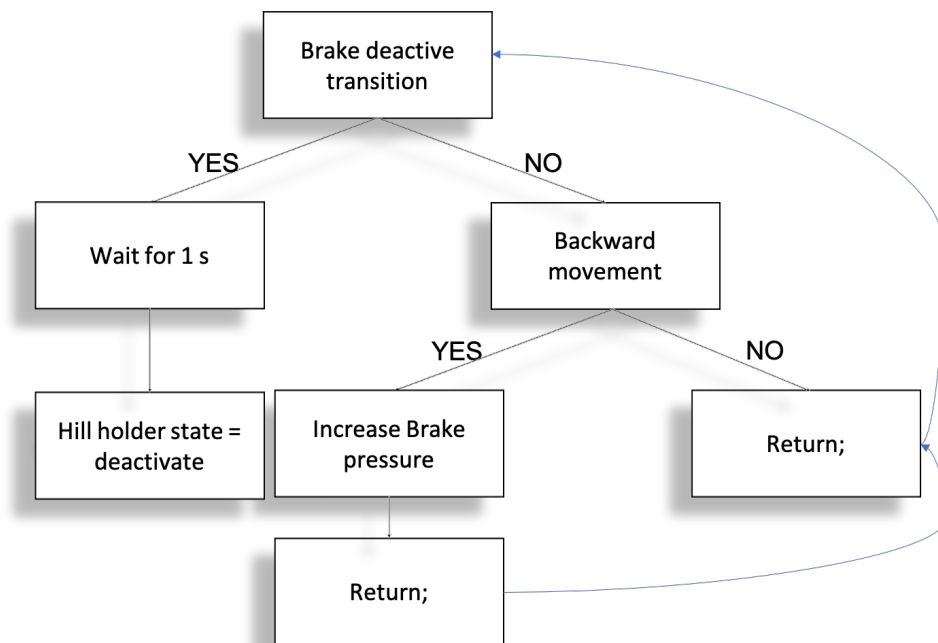 Brake deactive
transition
YES
NO
Wait for 1 s
Backward
movement
YES
NO
Hill holder state =
deactivate
Increase Brake
pressure
Return;
Return;